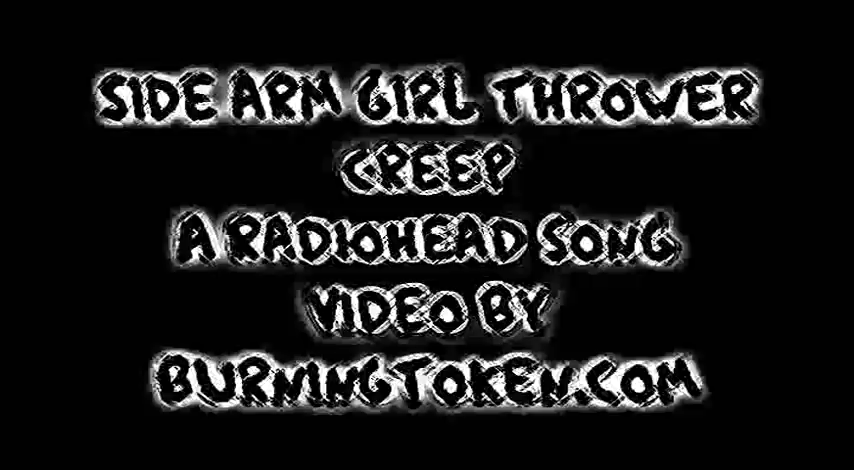 SIDE ARM GIRL THROWER
CREEP
A RADIOHEAD SONG
VIDEO BY
BURNINGTOKEN.COM